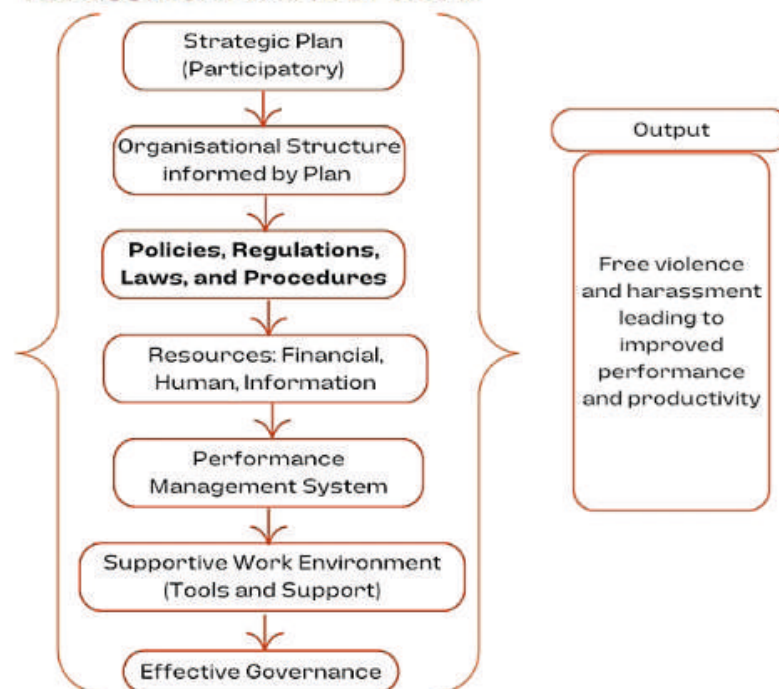 Strategic Plan
(Participatory)
Organisational Structure
informed by Plan
Policies, Regulations,
Laws, and Procedures
Resources: Financial,
Human, Information
Performance
Management System
Supportive Work Environment
(Tools and Support)
Effective Governance
Output
Free violence
and harassment
leading to
improved
performance
and productivity